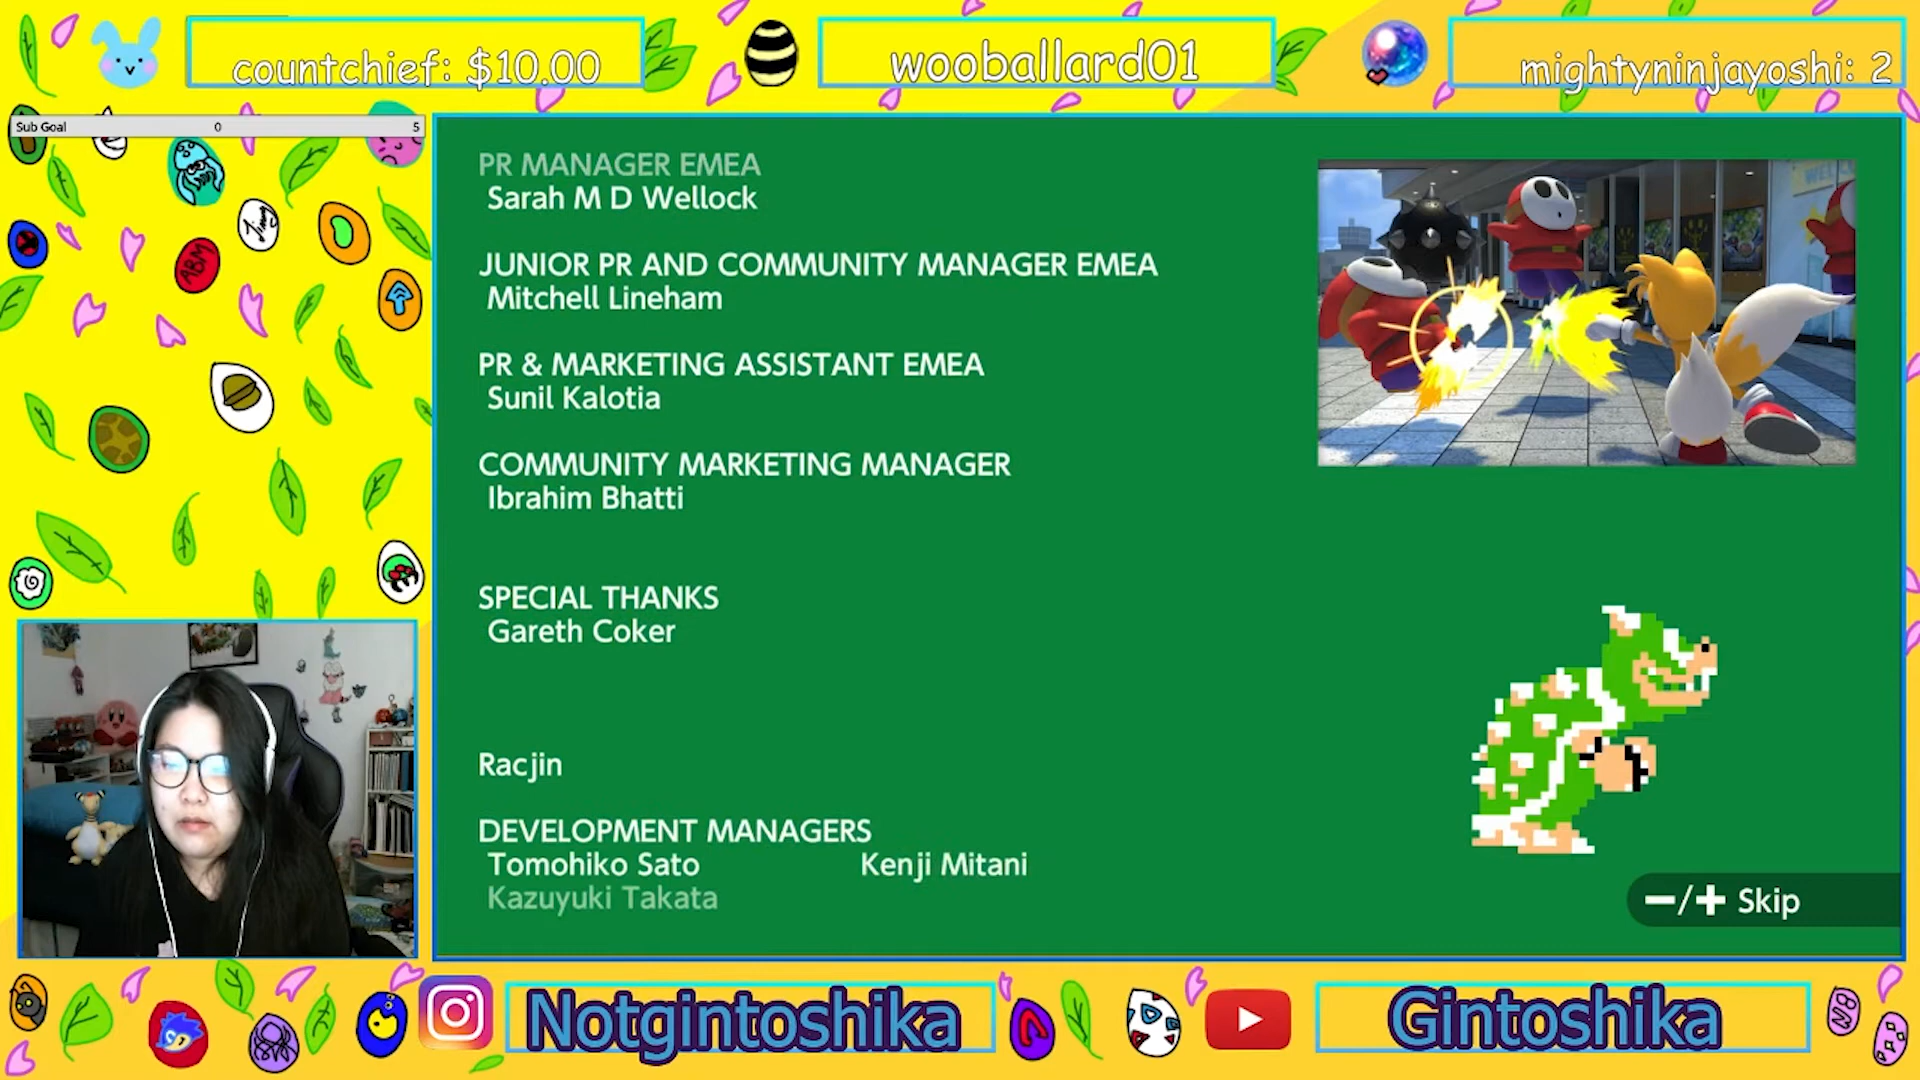 countchief: $10.00
wooballard01
mightyninjayoshi: 2
Sub Goal 0 5
PR MANAGER EMEA
Sarah M D Wellock
JUNIOR PR AND COMMUNITY MANAGER EMEA
Mitchell Lineham
PR & MARKETING ASSISTANT EMEA
Sunil Kalotia
COMMUNITY MARKETING MANAGER
Ibrahim Bhatti
SPECIAL THANKS
Gareth Coker
Racjin
DEVELOPMENT MANAGERS
Tomohiko Sato Kenji Mitani
Kazuyuki Takata
−/+ Skip
ABM
Notgintoshika
Gintoshika